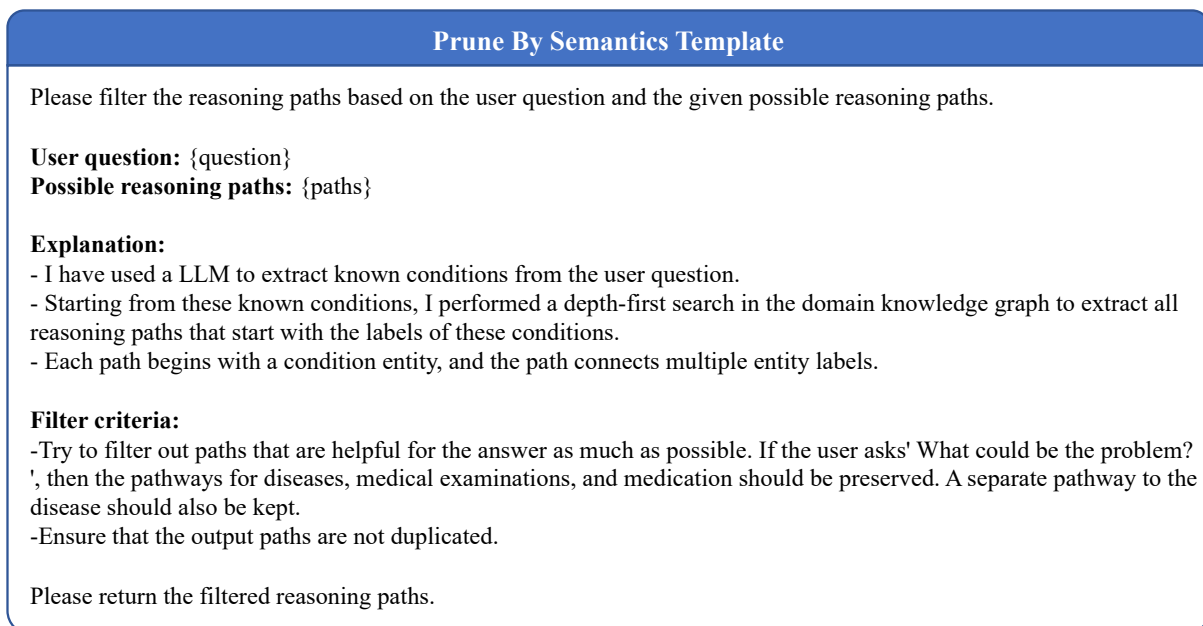 Prune By Semantics Template
Please filter the reasoning paths based on the user question and the given possible reasoning paths.
User question: {question}
Possible reasoning paths: {paths}
Explanation:
- I have used a LLM to extract known conditions from the user question.
- Starting from these known conditions, I performed a depth-first search in the domain knowledge graph to extract all
reasoning paths that start with the labels of these conditions.
- Each path begins with a condition entity, and the path connects multiple entity labels.
Filter criteria:
-Try to filter out paths that are helpful for the answer as much as possible. If the user asks' What could be the problem?
', then the pathways for diseases, medical examinations, and medication should be preserved. A separate pathway to the
disease should also be kept.
-Ensure that the output paths are not duplicated.
Please return the filtered reasoning paths.